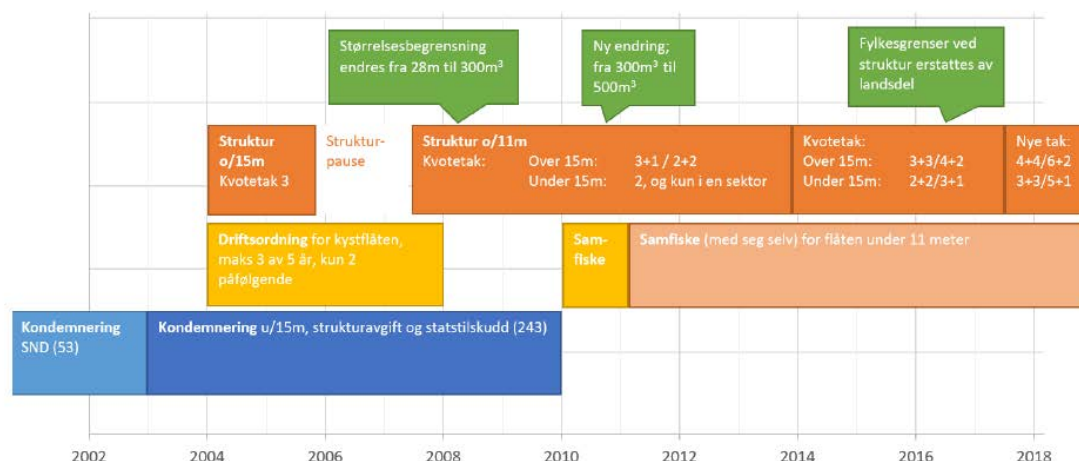 Størrelsesbegrensning
endres fra 28m til 300m³
Ny endring;
fra 300m³ til
500m³
Fylkesgrenser ved
struktur erstattes av
landsdel
Struktur
o/15m
Kvotetak 3
Struktur-
pause
Struktur o/11m
Kvotetak: Over 15m: 3+1 / 2+2
Under 15m: 2, og kun i en sektor
Kvotetak:
Over 15m: 3+3/4+2
Under 15m: 2+2/3+1
Nye tak:
4+4/6+2
3+3/5+1
Driftsordning for kystflåten,
maks 3 av 5 år, kun 2
påfølgende
Sam-
fiske
Samfiske (med seg selv) for flåten under 11 meter
Kondemnering
SND (53)
Kondemnering u/15m, strukturavgift og statstilskudd (243)
2002 2004 2006 2008 2010 2012 2014 2016 2018